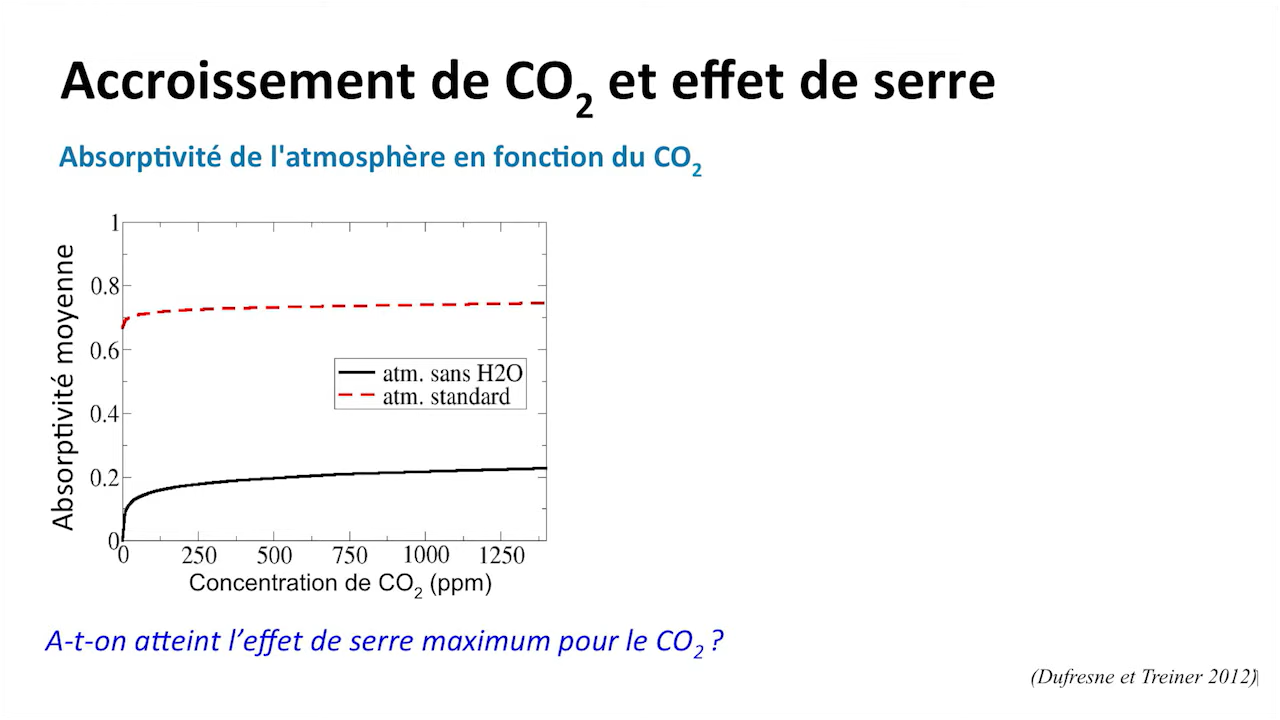 Accroissement de CO2 et effet de serre
Absorptivité de l'atmosphère en fonction du CO2
Absorptivité moyenne
1
0.8
0.6
0.4
0.2
0
atm. sans H2O
atm. standard
0 250 500 750 1000 1250
Concentration de CO2 (ppm)
A-t-on atteint l’effet de serre maximum pour le CO2 ?
(Dufresne et Treiner 2012)